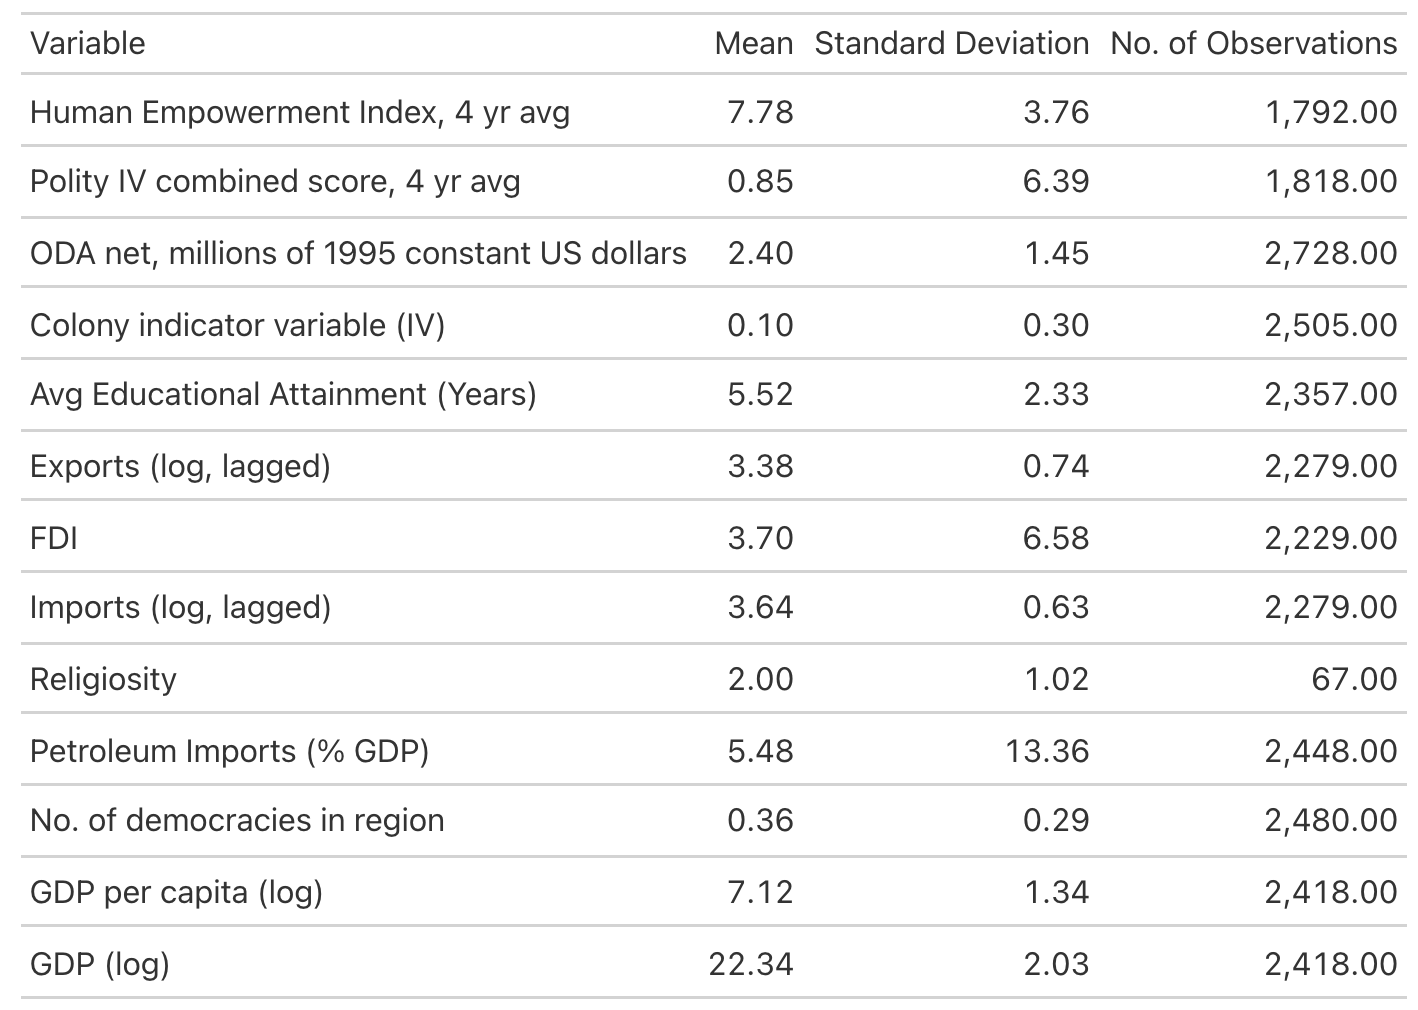 Variable Mean Standard Deviation No. of Observations
Human Empowerment Index, 4 yr avg 7.78 3.76 1,792.00
Polity IV combined score, 4 yr avg 0.85 6.39 1,818.00
ODA net, millions of 1995 constant US dollars 2.40 1.45 2,728.00
Colony indicator variable (IV) 0.10 0.30 2,505.00
Avg Educational Attainment (Years) 5.52 2.33 2,357.00
Exports (log, lagged) 3.38 0.74 2,279.00
FDI 3.70 6.58 2,229.00
Imports (log, lagged) 3.64 0.63 2,279.00
Religiosity 2.00 1.02 67.00
Petroleum Imports (% GDP) 5.48 13.36 2,448.00
No. of democracies in region 0.36 0.29 2,480.00
GDP per capita (log) 7.12 1.34 2,418.00
GDP (log) 22.34 2.03 2,418.00